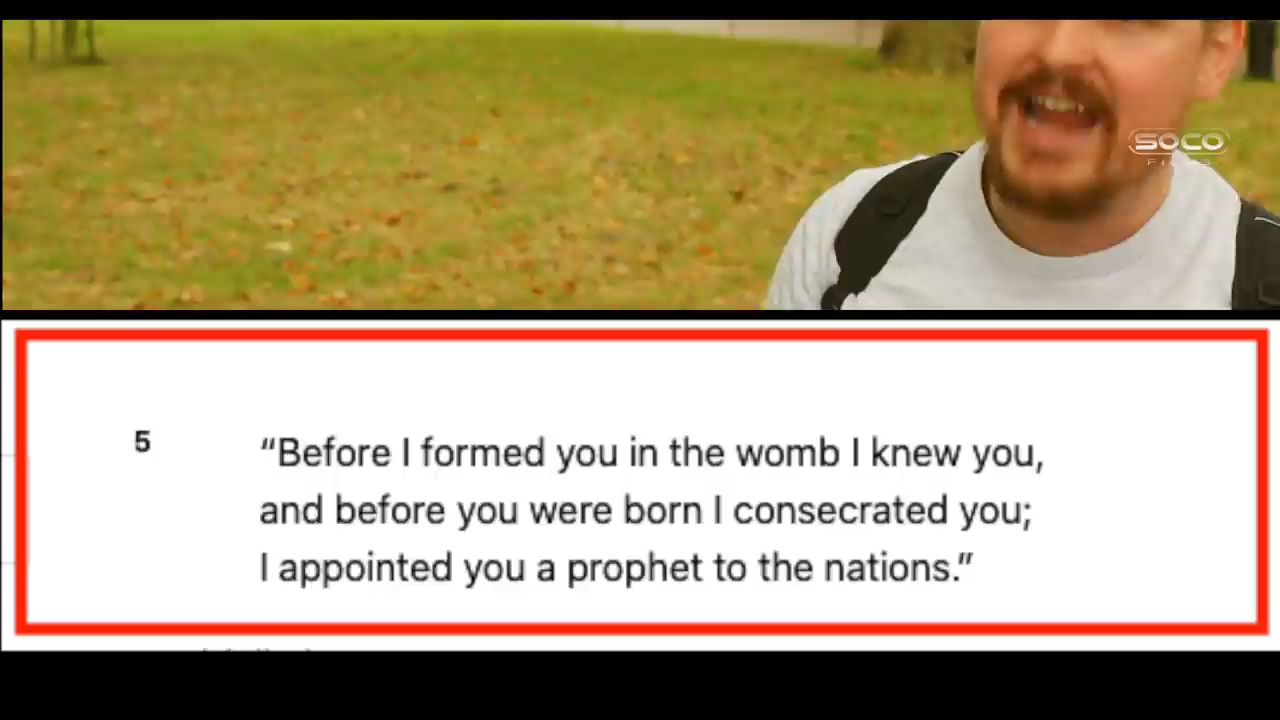 SOCO
FILMS
5
“Before I formed you in the womb I knew you,
and before you were born I consecrated you;
I appointed you a prophet to the nations.”